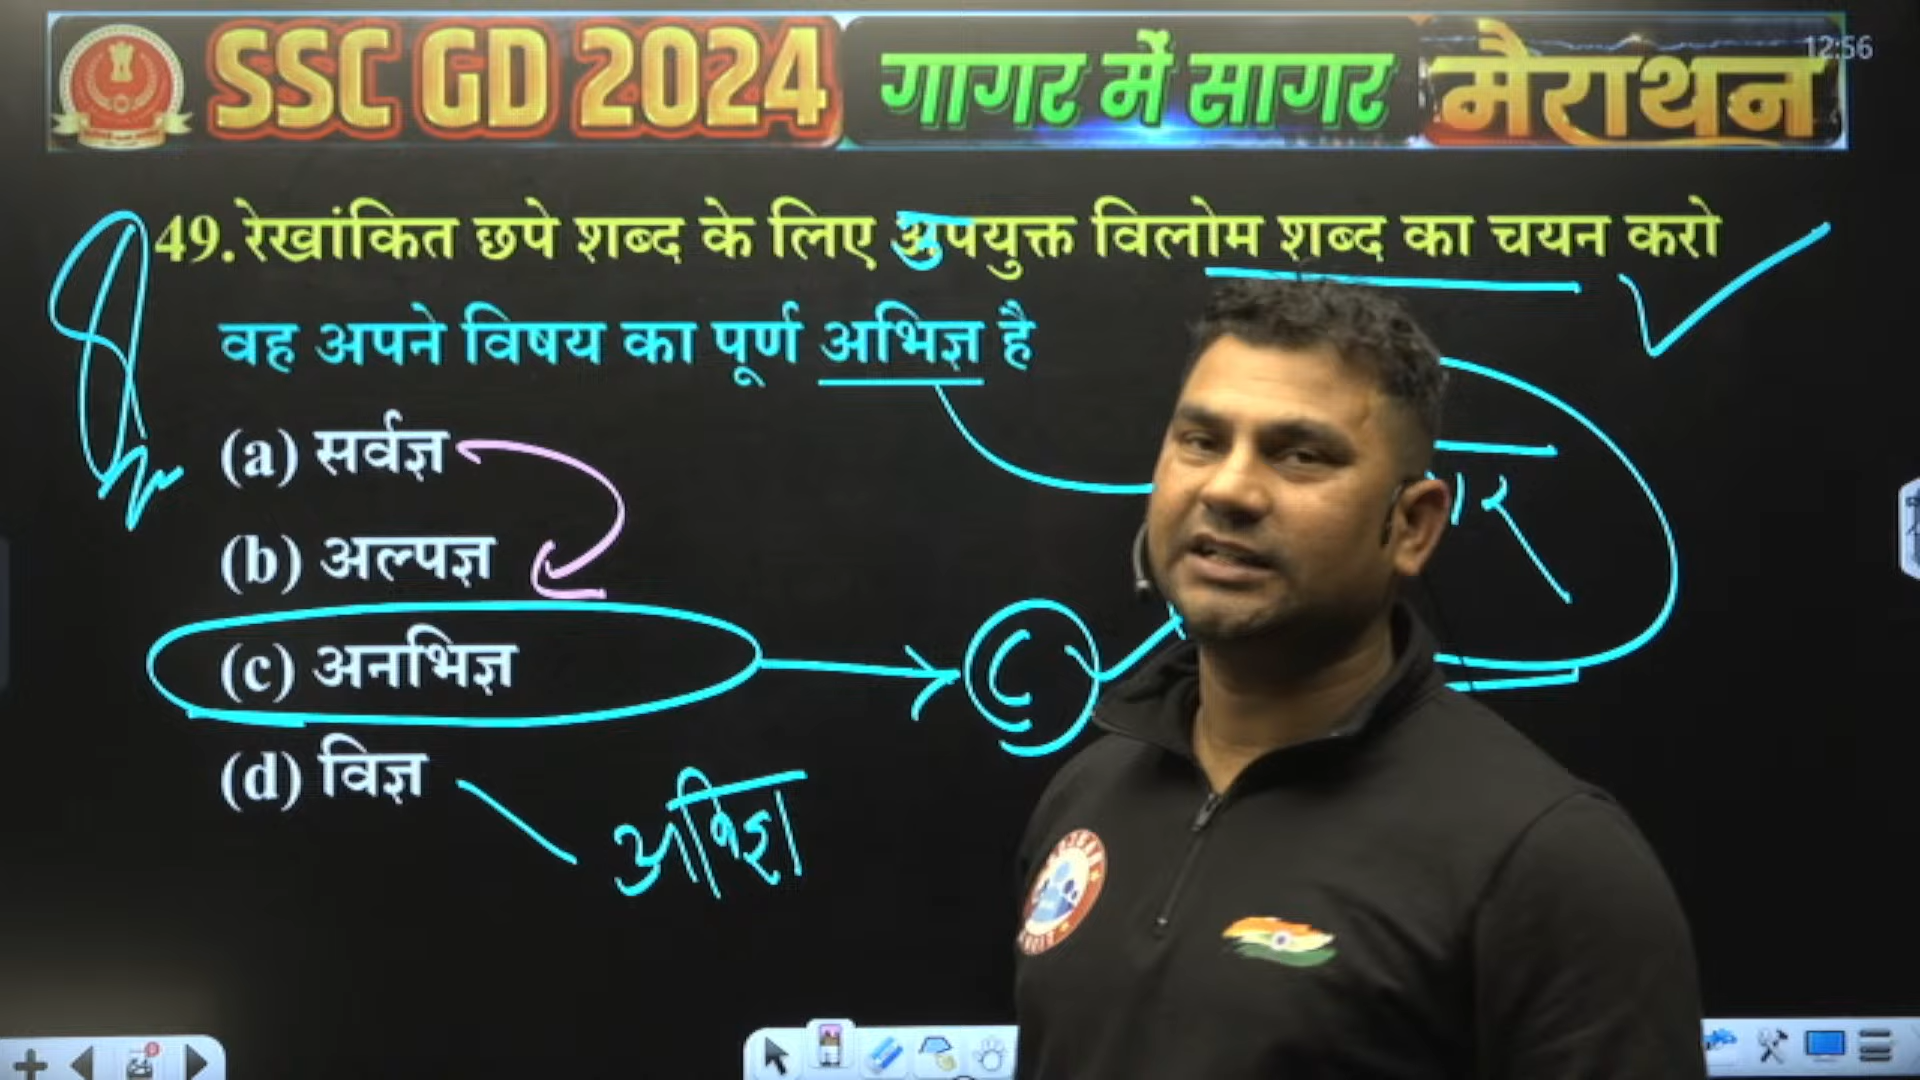 SSC GD 2024 गागर में सागर मैराथन
12:56
49. रेखांकित छपे शब्द के लिए उपयुक्त विलोम शब्द का चयन करो
वह अपने विषय का पूर्ण अभिज्ञ है
(a) सर्वज्ञ
(b) अल्पज्ञ
(c) अनभिज्ञ
C
(d) विज्ञ